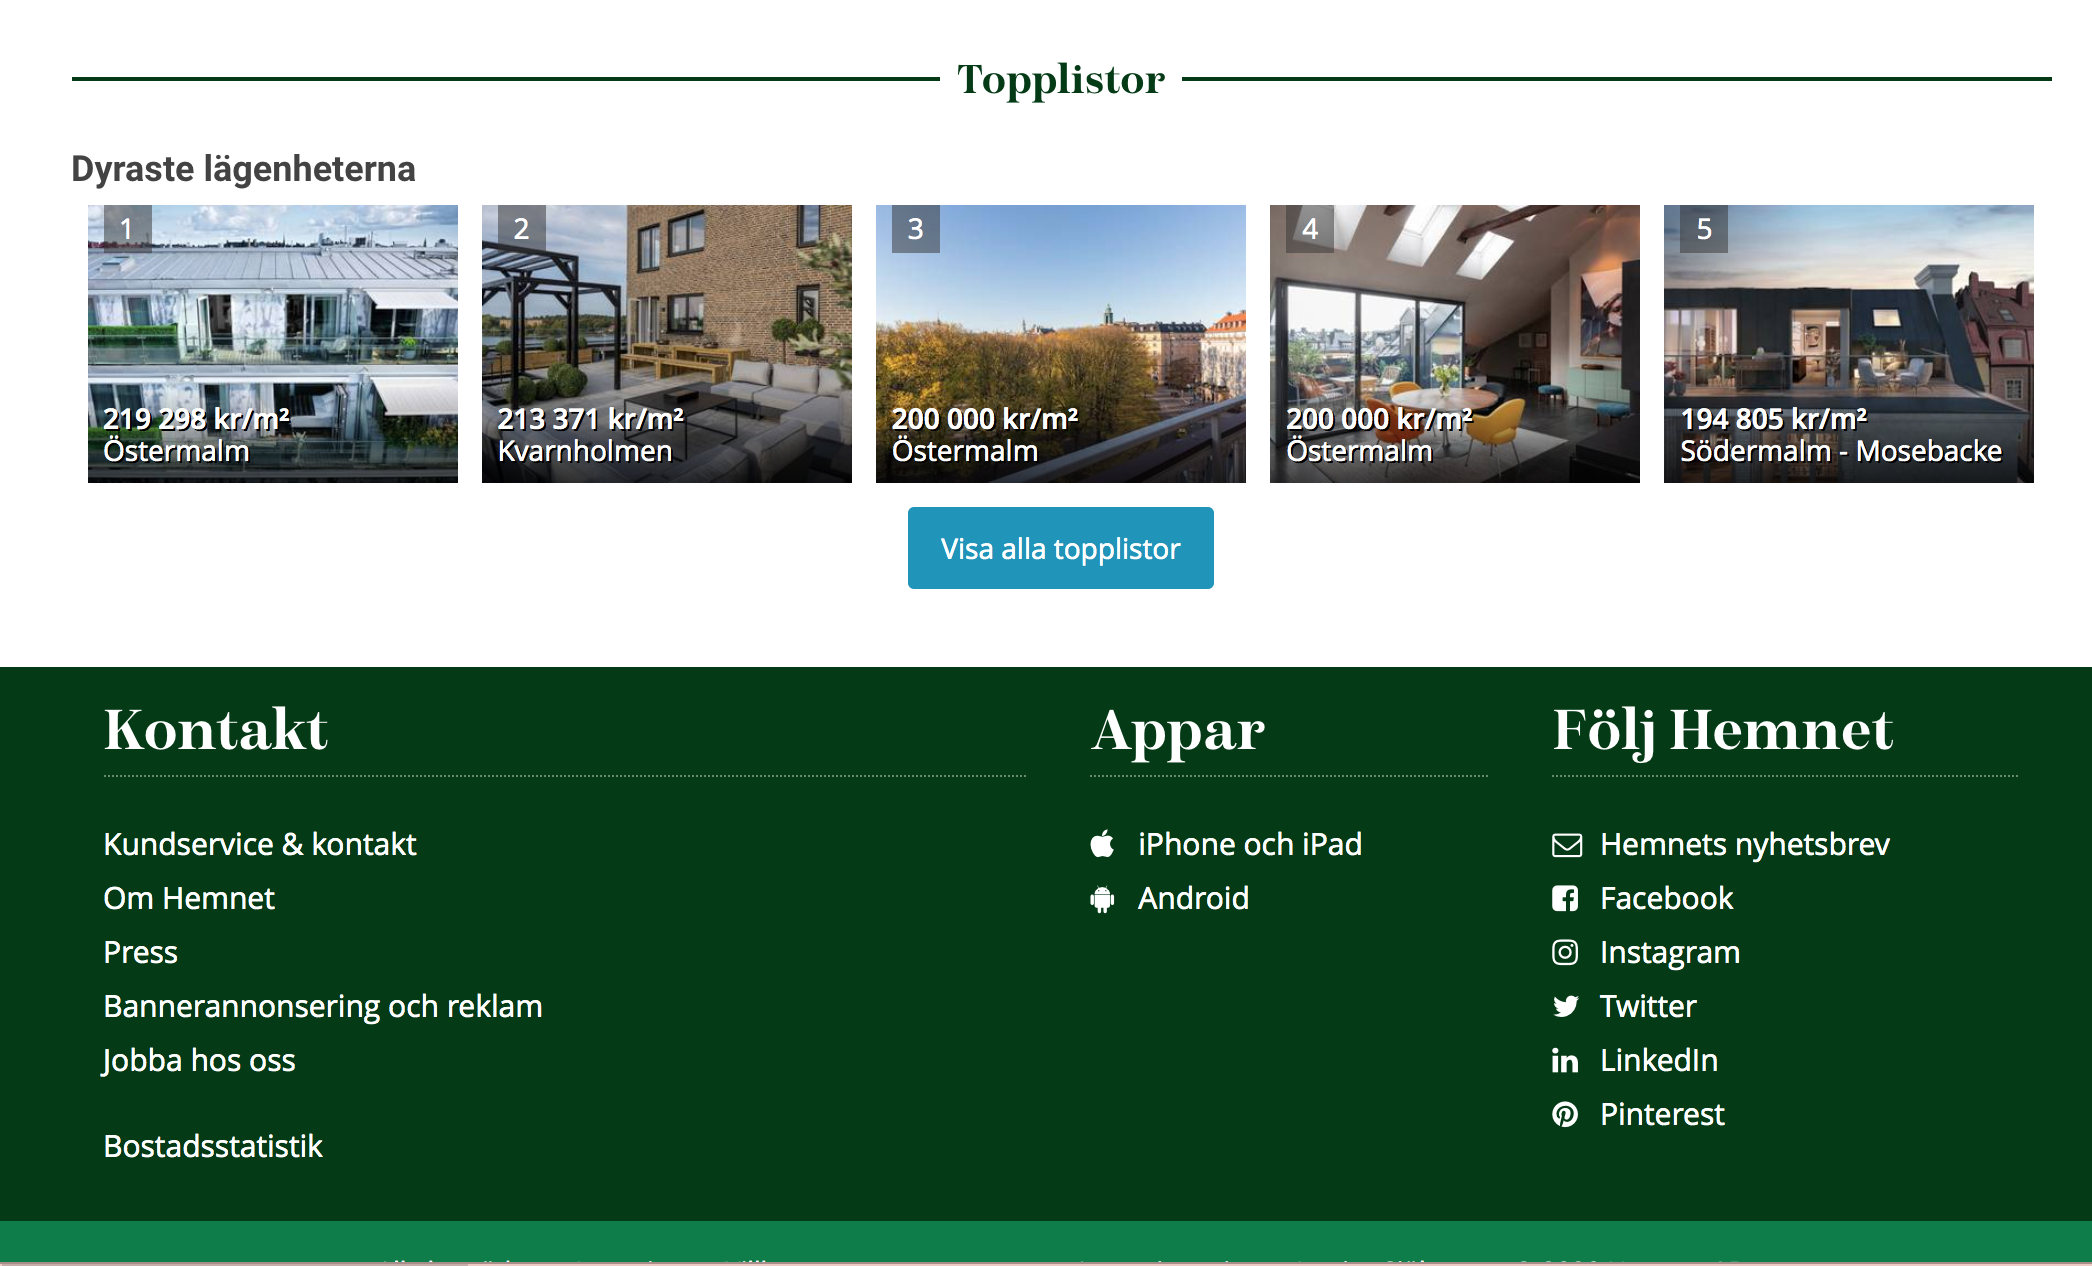 Topplistor
Dyraste lägenheterna
1
219 298 kr/m²
Östermalm
2
213 371 kr/m²
Kvarnholmen
3
200 000 kr/m²
Östermalm
4
200 000 kr/m²
Östermalm
5
194 805 kr/m²
Södermalm - Mosebacke
Visa alla topplistor
Kontakt
Kundservice & kontakt
Om Hemnet
Press
Bannerannonsering och reklam
Jobba hos oss
Bostadsstatistik
Appar
iPhone och iPad
Android
Följ Hemnet
Hemnets nyhetsbrev
Facebook
Instagram
Twitter
LinkedIn
Pinterest